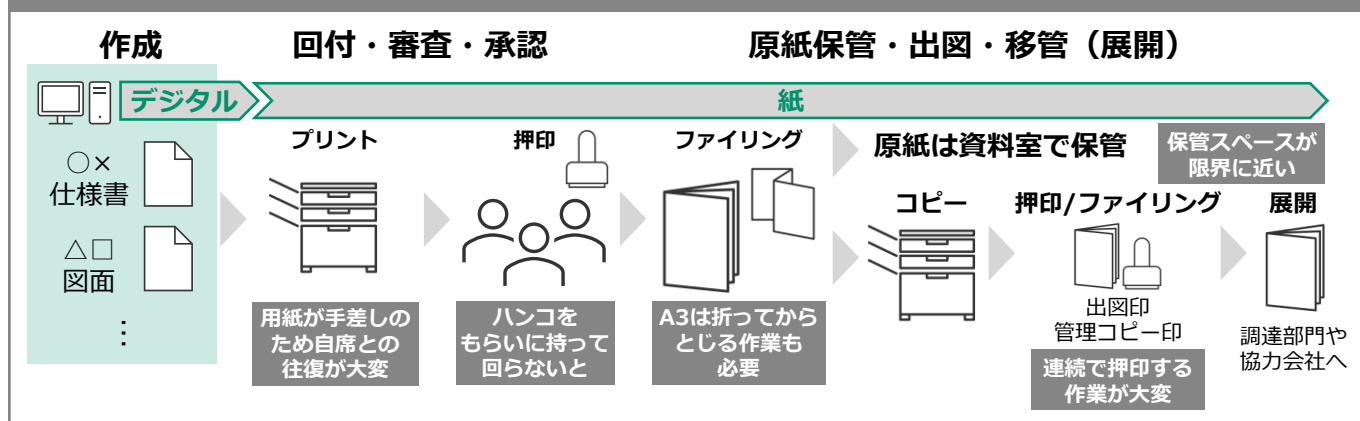 作成
回付・審査・承認
原紙保管・出図・移管（展開）
デジタル
紙
○×
仕様書
△□
図面
⋮
プリント
用紙が手差しの
ため自席との
往復が大変
押印
ハンコを
もらいに持って
回らないと
ファイリング
A3は折ってから
とじる作業も
必要
原紙は資料室で保管
保管スペースが
限界に近い
コピー
押印/ファイリング
出図印
管理コピー印
連続で押印する
作業が大変
展開
調達部門や
協力会社へ